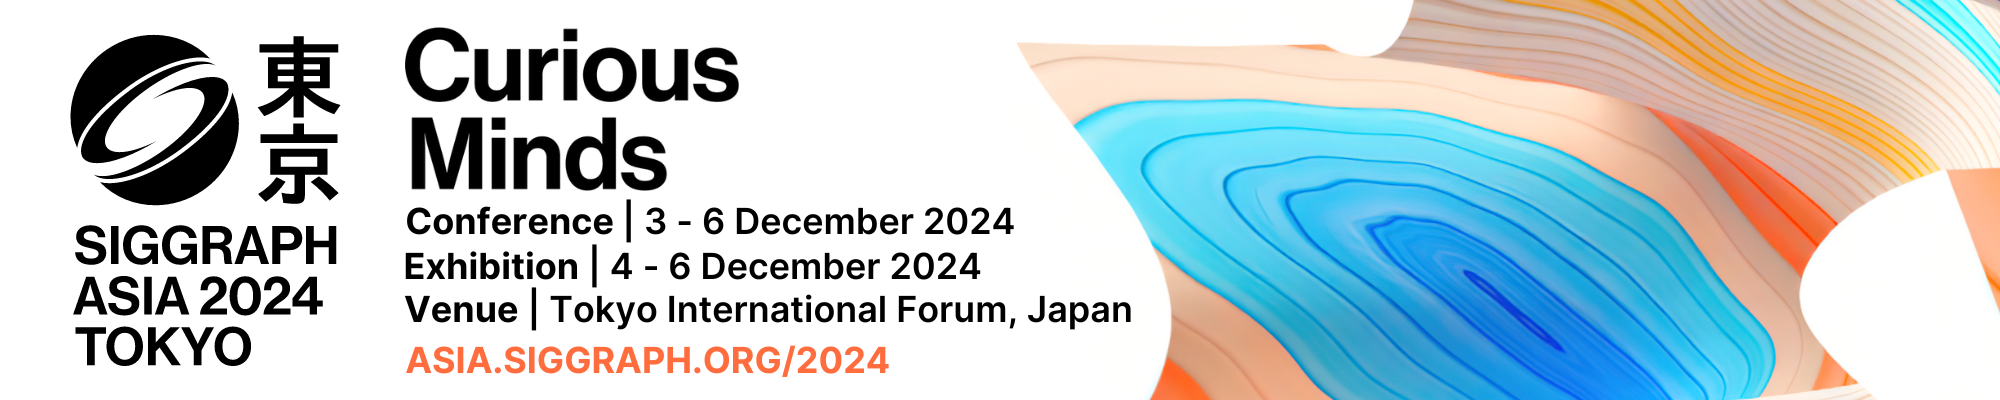 東京
SIGGRAPH
ASIA 2024
TOKYO
Curious
Minds
Conference | 3 - 6 December 2024
Exhibition | 4 - 6 December 2024
Venue | Tokyo International Forum, Japan
ASIA.SIGGRAPH.ORG/2024